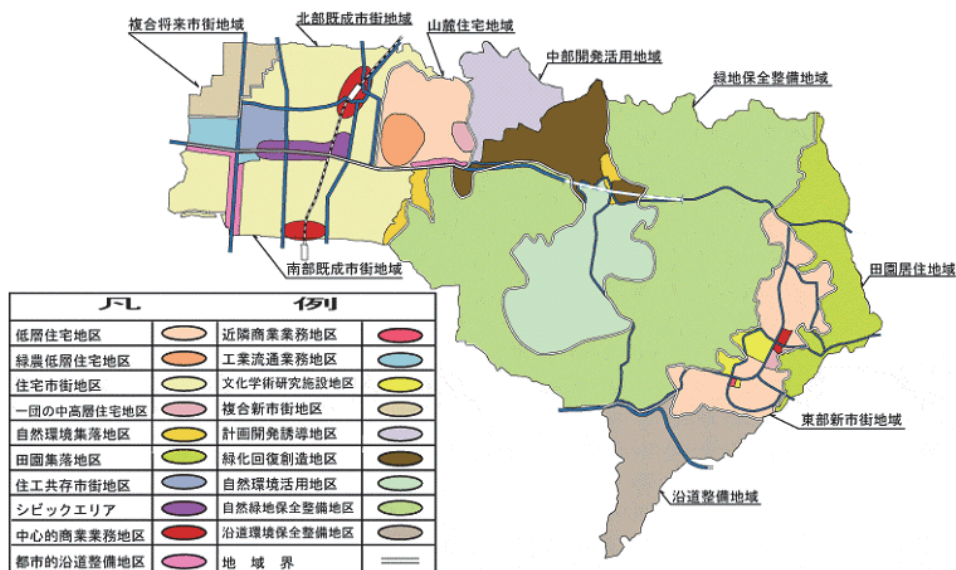 複合将来市街地域
北部既成市街地域
山麓住宅地域
中部開発活用地域
緑地保全整備地域
南部既成市街地域
田園居住地域
東部新市街地域
沿道整備地域
凡 例
低層住宅地区 近隣商業業務地区
緑農低層住宅地区 工業流通業務地区
住宅市街地区 文化学術研究施設地区
一団の中高層住宅地区 複合新市街地区
自然環境集落地区 計画開発誘導地区
田園集落地区 緑化回復創造地区
住工共存市街地区 自然環境活用地区
シビックエリア 自然緑地保全整備地区
中心的商業業務地区 沿道環境保全整備地区
都市的沿道整備地区 地 域 界